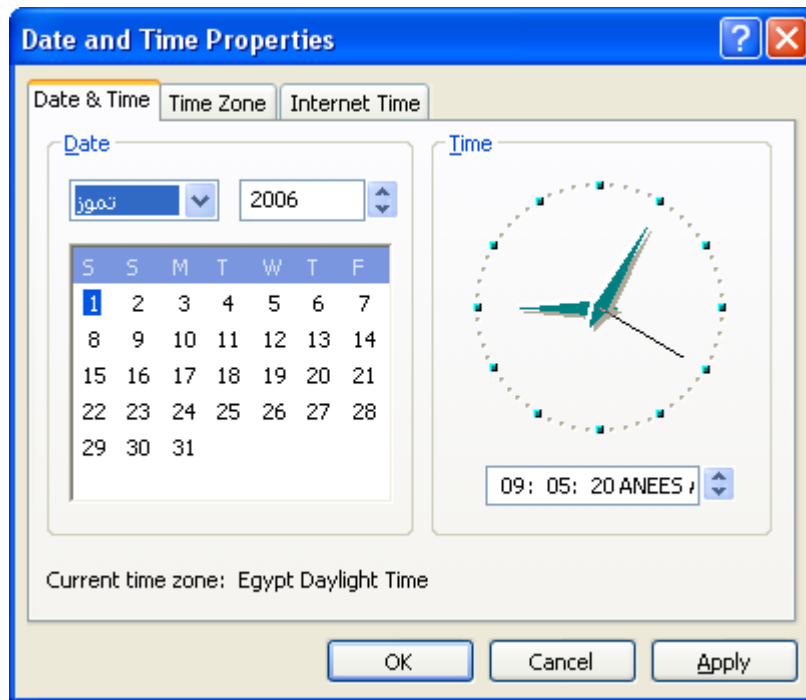 Date and Time Properties
Date & Time Time Zone Internet Time
Date
تموز 2006
S S M T W T F
1 2 3 4 5 6 7
8 9 10 11 12 13 14
15 16 17 18 19 20 21
22 23 24 25 26 27 28
29 30 31
Time
09: 05: 20 ANEES
Current time zone: Egypt Daylight Time
OK Cancel Apply